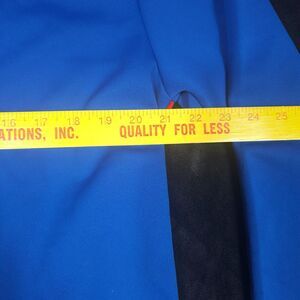 16 17 18 19 20 21 22 23 24 25
ATIONS, INC. QUALITY FOR LESS